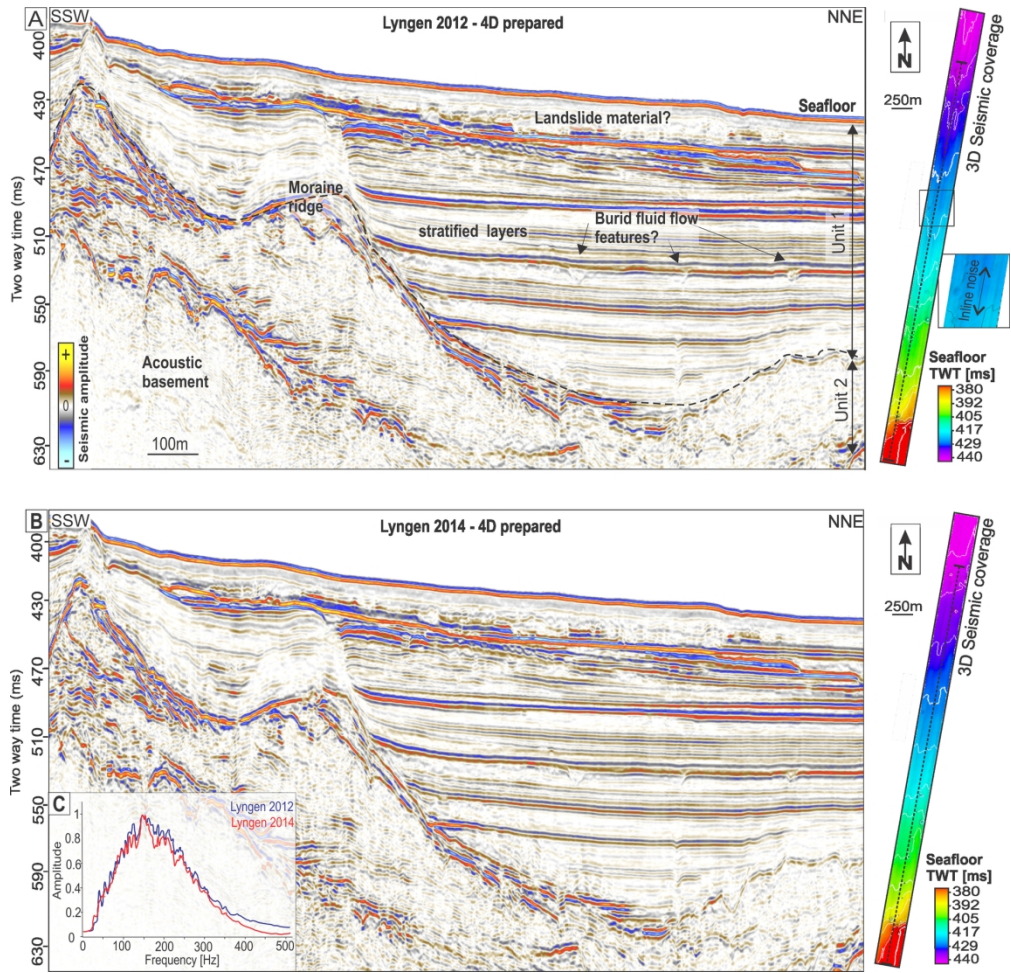 A
SSW
Lyngen 2012 - 4D prepared
NNE
Two way time (ms)
400
430
470
510
550
590
630
Seafloor
Landslide material?
Moraine
ridge
stratified layers
Burid fluid flow
features?
Unit 1
Unit 2
Acoustic
basement
100m
+
0
-
Seismic amplitude
N
250m
3D Seismic coverage
Inline noise
Seafloor
TWT [ms]
380
392
405
417
429
440
B
SSW
Lyngen 2014 - 4D prepared
NNE
Two way time (ms)
400
430
470
510
550
590
630
C
Lyngen 2012
Lyngen 2014
Amplitude
1
0.8
0.6
0.4
0.2
0
0
100
200
300
400
500
Frequency [Hz]
N
250m
3D Seismic coverage
Seafloor
TWT [ms]
380
392
405
417
429
440